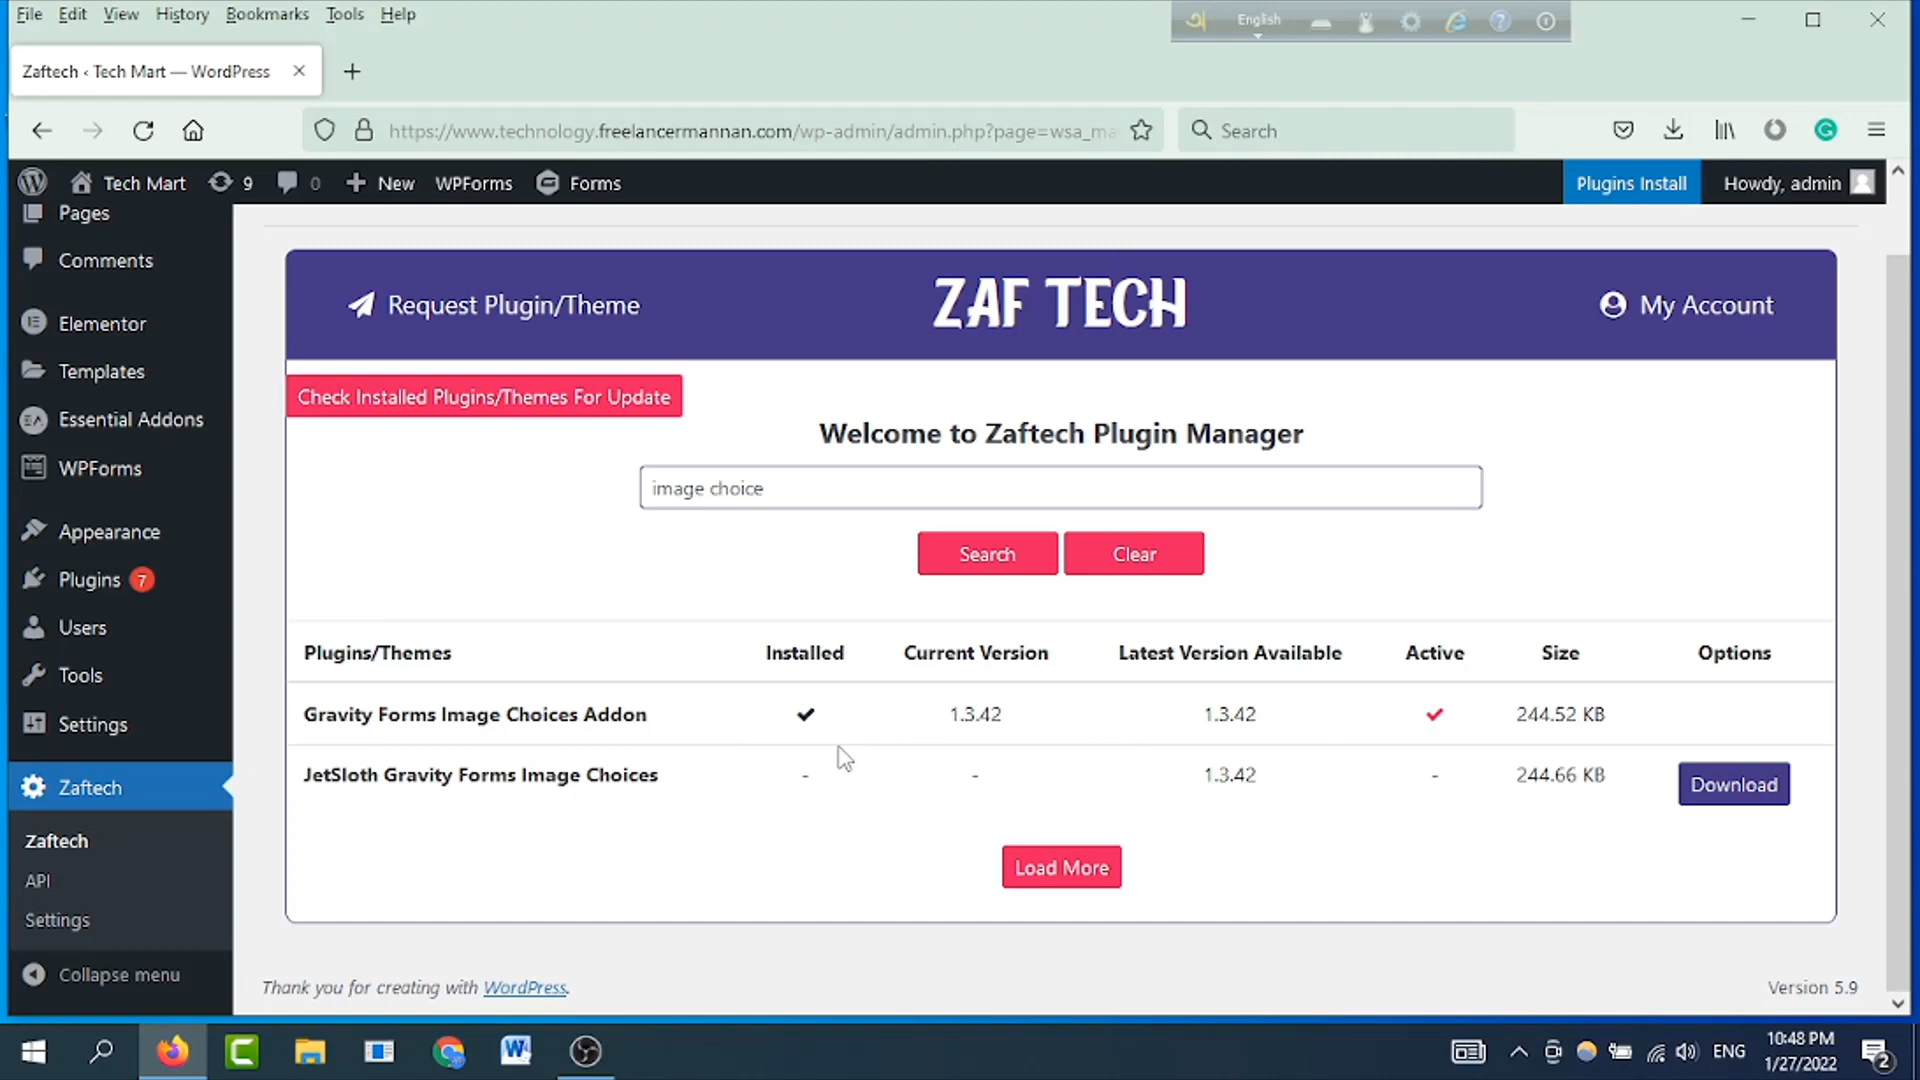 File Edit View History Bookmarks Tools Help
English
Zaftech ‹ Tech Mart — WordPress
https://www.technology.freelancermannan.com/wp-admin/admin.php?page=wsa_ma
Search
Tech Mart 9 0 New WPForms Forms Plugins Install Howdy, admin
Pages
Comments
Elementor
Templates
Essential Addons
WPForms
Appearance
Plugins 7
Users
Tools
Settings
Zaftech
Zaftech
API
Settings
Collapse menu
Request Plugin/Theme
ZAF TECH
My Account
Check Installed Plugins/Themes For Update
Welcome to Zaftech Plugin Manager
image choice
Search Clear
Plugins/Themes Installed Current Version Latest Version Available Active Size Options
Gravity Forms Image Choices Addon 1.3.42 1.3.42 244.52 KB
JetSloth Gravity Forms Image Choices - - 1.3.42 - 244.66 KB Download
Load More
Thank you for creating with WordPress.
Version 5.9
ENG
10:48 PM
1/27/2022
2